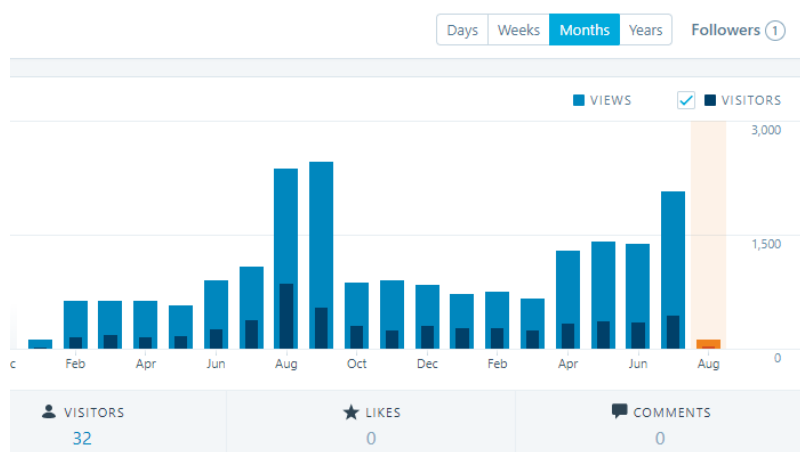 Days Weeks Months Years Followers 1
VIEWS VISITORS
3,000
1,500
0
c Feb Apr Jun Aug Oct Dec Feb Apr Jun Aug
VISITORS LIKES COMMENTS
32 0 0